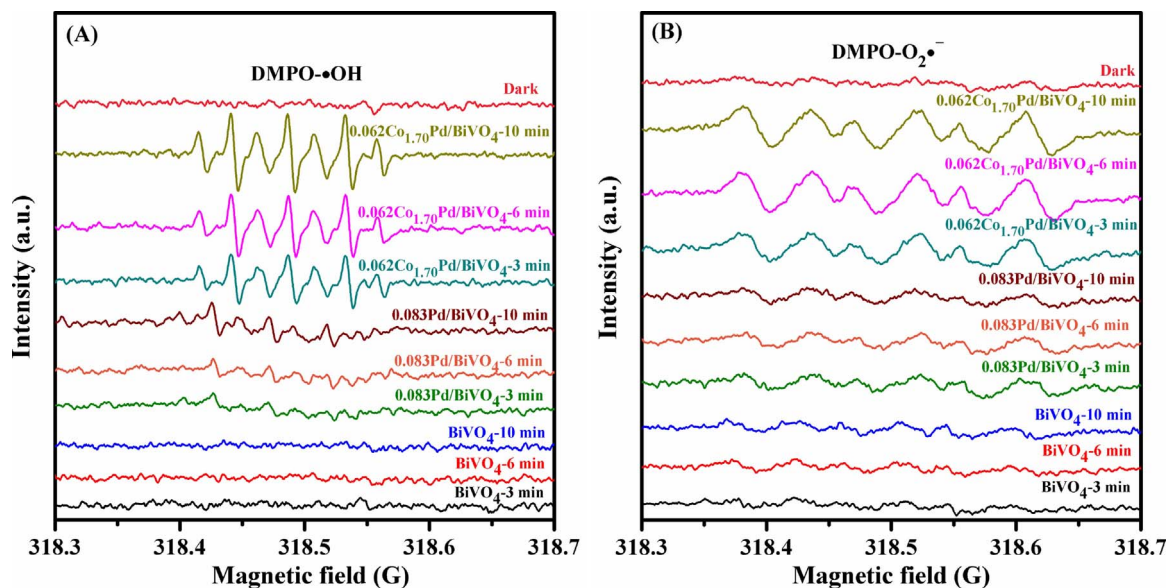 (A)
DMPO-•OH
Dark
0.062Co1.70Pd/BiVO4-10 min
0.062Co1.70Pd/BiVO4-6 min
0.062Co1.70Pd/BiVO4-3 min
0.083Pd/BiVO4-10 min
0.083Pd/BiVO4-6 min
0.083Pd/BiVO4-3 min
BiVO4-10 min
BiVO4-6 min
BiVO4-3 min
Intensity (a.u.)
318.3 318.4 318.5 318.6 318.7
Magnetic field (G)
(B)
DMPO-O2•−
Dark
0.062Co1.70Pd/BiVO4-10 min
0.062Co1.70Pd/BiVO4-6 min
0.062Co1.70Pd/BiVO4-3 min
0.083Pd/BiVO4-10 min
0.083Pd/BiVO4-6 min
0.083Pd/BiVO4-3 min
BiVO4-10 min
BiVO4-6 min
BiVO4-3 min
Intensity (a.u.)
318.3 318.4 318.5 318.6 318.7
Magnetic field (G)